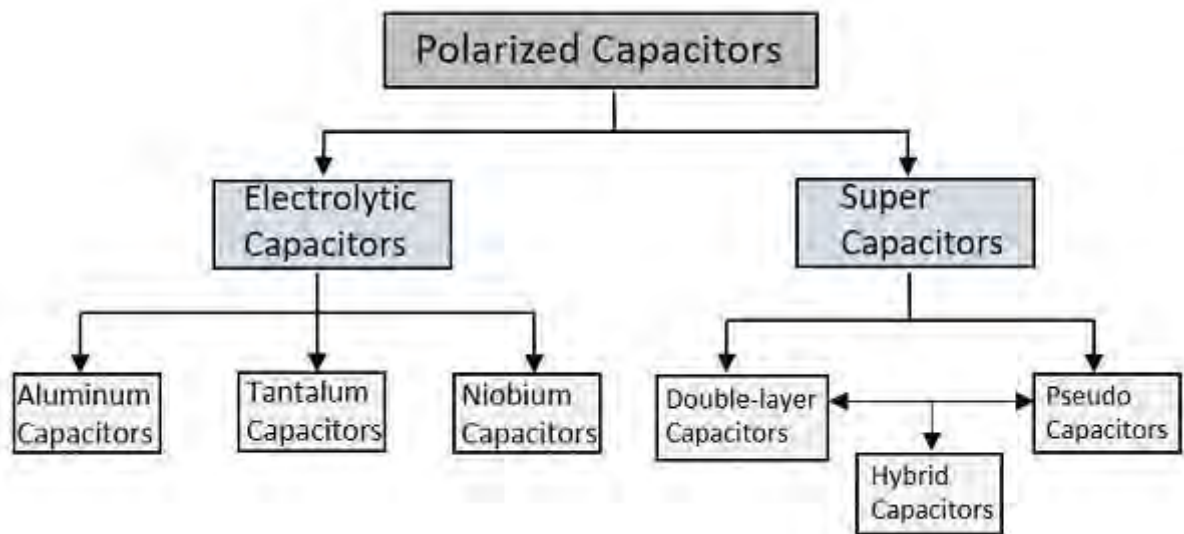 Polarized Capacitors
Electrolytic
Capacitors
Super
Capacitors
Aluminum
Capacitors
Tantalum
Capacitors
Niobium
Capacitors
Double-layer
Capacitors
Pseudo
Capacitors
Hybrid
Capacitors